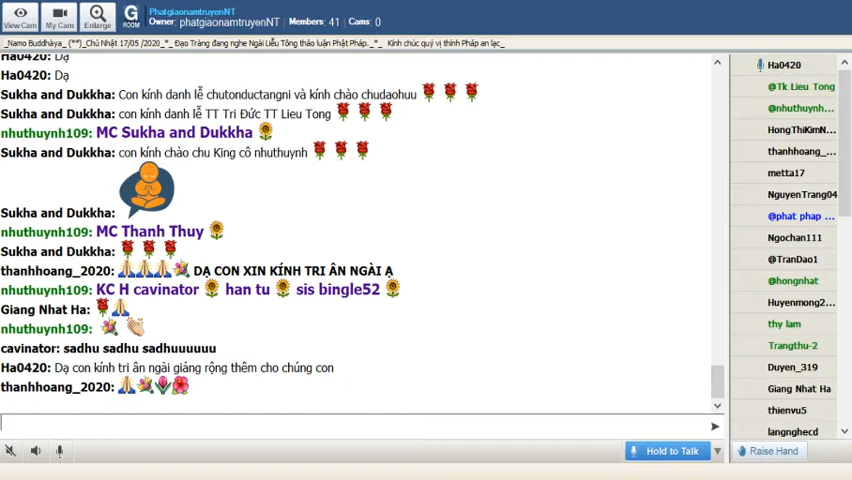 View Cam
My Cam
Enlarge
G
ROOM
PhatgiaonamtruyenNT
Owner: phatgiaonamtruyenNT Members: 41 Cams: 0
_Namo Buddhàya_ (**)_Chủ Nhật 17/05 /2020_*_ Đạo Tràng đang nghe Ngài Liễu Tông thảo luận Phật Pháp._*_ Kính chúc quý vị thính Pháp an lạc_
Ha0420: Dạ
Ha0420: Dạ
Sukha and Dukkha: Con kính danh lễ chutonductangni và kính chào chudaohuu
Sukha and Dukkha: con kính danh lễ TT Tri Đức TT Lieu Tong
nhuthuynh109: MC Sukha and Dukkha
Sukha and Dukkha: con kính chào chu King cô nhuthuynh
Sukha and Dukkha:
nhuthuynh109: MC Thanh Thuy
Sukha and Dukkha:
thanhhoang_2020: DẠ CON XIN KÍNH TRI ÂN NGÀI Ạ
nhuthuynh109: KC H cavinator han tu sis bingle52
Giang Nhat Ha:
nhuthuynh109:
cavinator: sadhu sadhu sadhuuuuuu
Ha0420: Dạ con kính tri ân ngài giảng rộng thêm cho chúng con
thanhhoang_2020:
Hold to Talk
Ha0420
@Tk Lieu Tong
@nhuthuynh...
HongThiKimN...
thanhhoang_...
metta17
NguyenTrang04
@phat phap ...
Ngochan111
@TranDao1
@hongnhat
Huyenmong2...
thy lam
Trangthu-2
Duyen_319
Giang Nhat Ha
thienvu5
langnghecd
Raise Hand